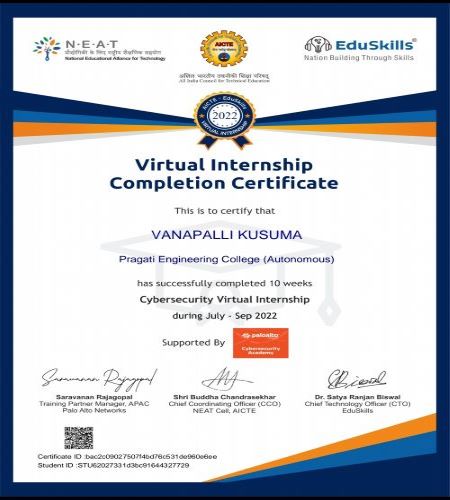 N·E·A·T
प्रौद्योगिकी के लिए राष्ट्रीय शैक्षणिक सहयोग
National Educational Alliance for Technology
AICTE
अखिल भारतीय तकनीकी शिक्षा परिषद्
All India Council for Technical Education
EduSkills
Nation Building Through Skills
AICTE - EduSkills
2022
VIRTUAL INTERNSHIP
Virtual Internship
Completion Certificate
This is to certify that
VANAPALLI KUSUMA
Pragati Engineering College (Autonomous)
has successfully completed 10 weeks
Cybersecurity Virtual Internship
during July - Sep 2022
Supported By
paloalto
Cybersecurity
Academy
Saravanan Rajagopal
Saravanan Rajagopal
Training Partner Manager, APAC
Palo Alto Networks
Shri Buddha Chandrasekhar
Chief Coordinating Officer (CCO)
NEAT Cell, AICTE
Dr. Satya Ranjan Biswal
Chief Technology Officer (CTO)
EduSkills
Certificate ID :bac2c09027507f4bd76c531de960e6ee
Student ID :STU62027331d3bc91644327729